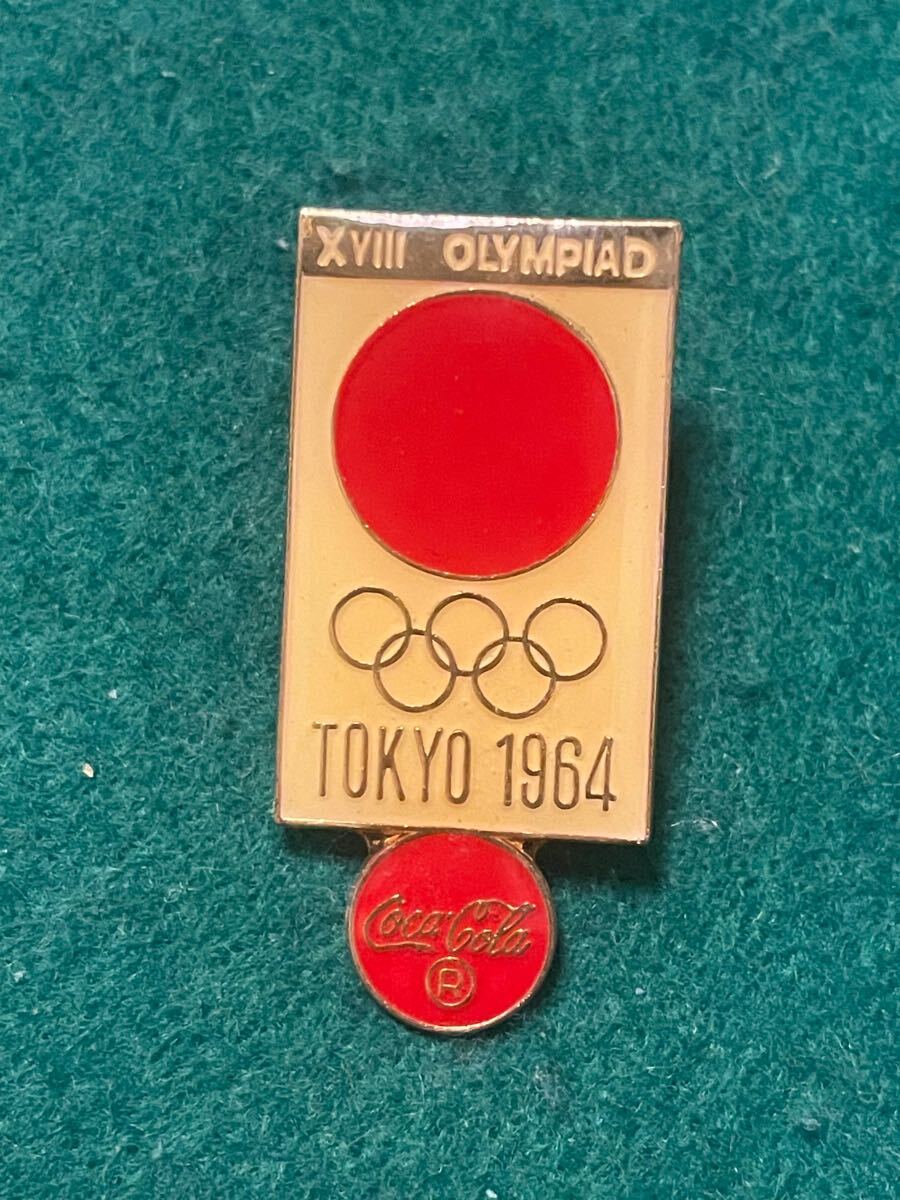 XVIII OLYMPIAD
TOKYO 1964
Coca-Cola
®